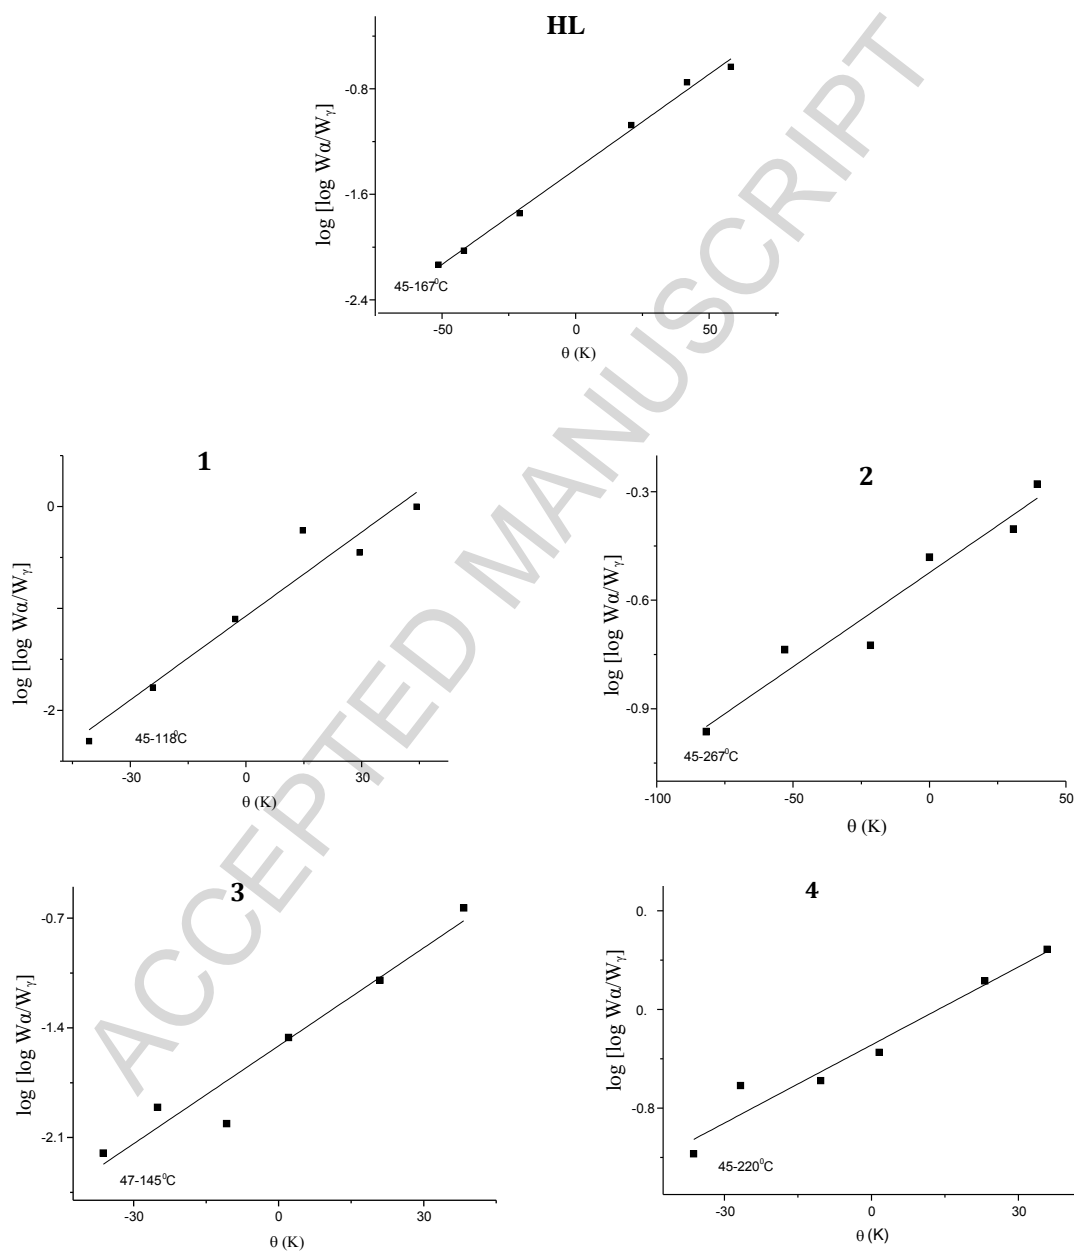 HL
log [log Wα/Wγ]
-0.8
-1.6
-2.4
45-167⁰C
-50
0
50
θ (K)
ACCEPTED MANUSCRIPT
1
log [log Wα/Wγ]
0
-2
45-118⁰C
-30
0
30
θ (K)
2
log [log Wα/Wγ]
-0.3
-0.6
-0.9
45-267⁰C
-100
-50
0
50
θ (K)
3
log [log Wα/Wγ]
-0.7
-1.4
-2.1
47-145⁰C
-30
0
30
θ (K)
4
log [log Wα/Wγ]
0.
0.
-0.8
45-220⁰C
-30
0
30
θ (K)